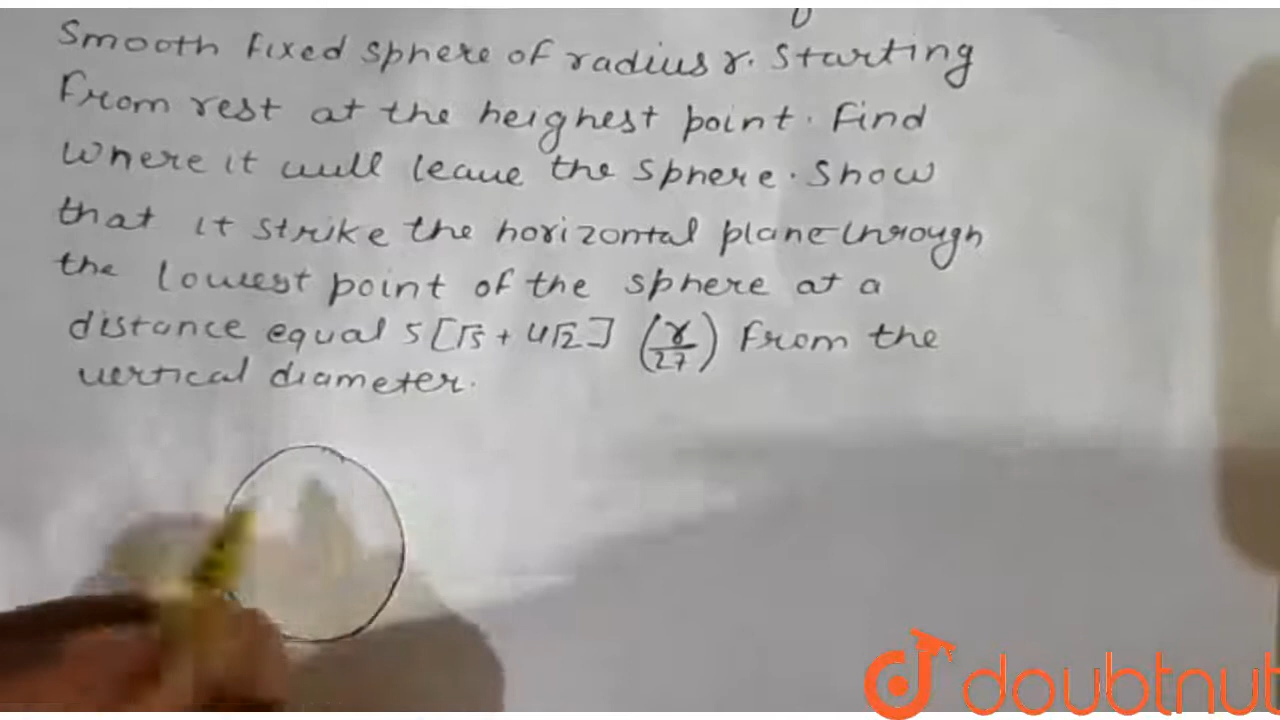 Smooth fixed sphere of radius r. Starting
from rest at the heighest point. Find
where it will leave the sphere. Show
that it strike the horizontal plane through
the lowest point of the sphere at a
distance equal 5[√5 + 4√2] (r/27) from the
vertical diameter.
doubtnut